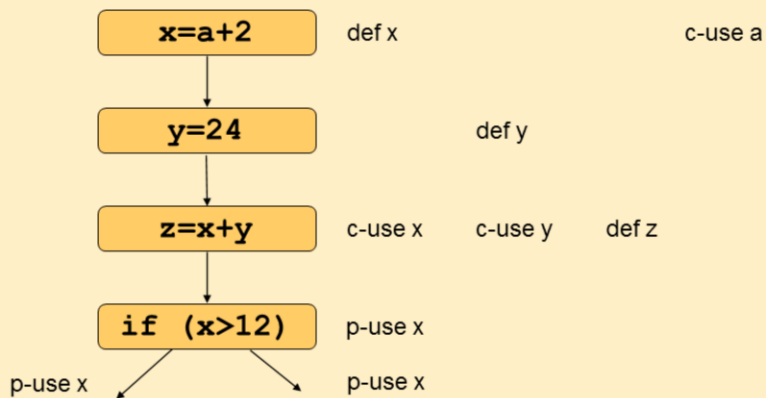 x=a+2 def x c-use a
y=24 def y
z=x+y c-use x c-use y def z
if (x>12) p-use x
p-use x p-use x